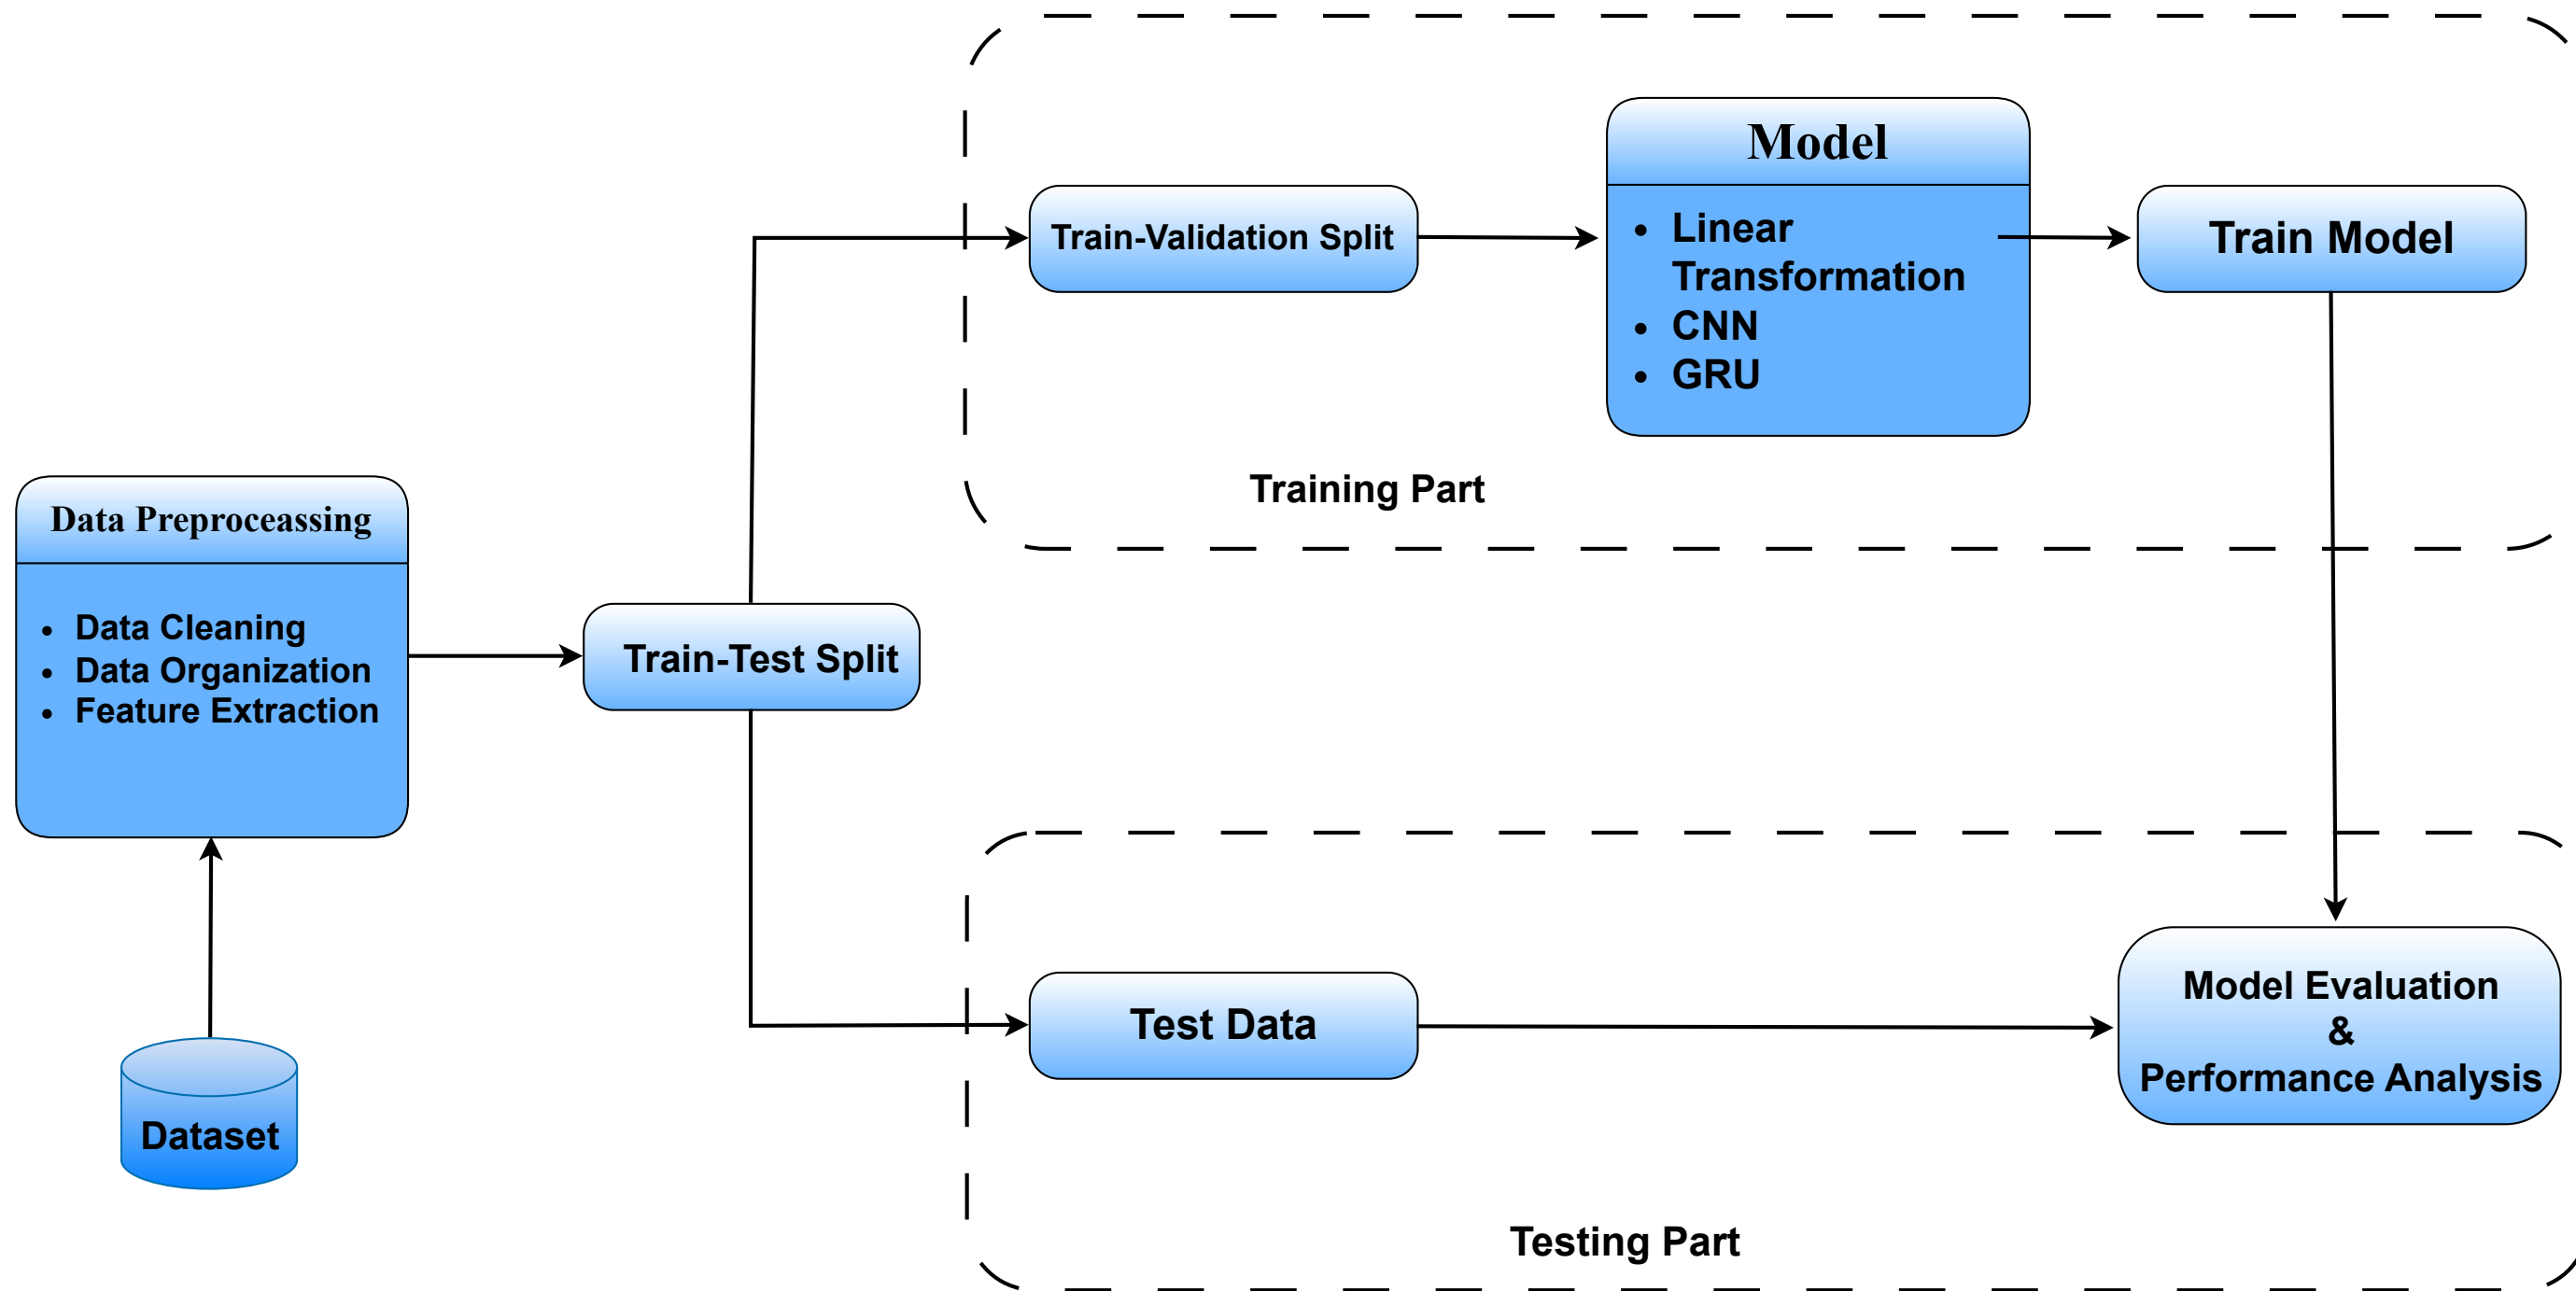 Data Preproceassing
• Data Cleaning
• Data Organization
• Feature Extraction
Dataset
Train-Test Split
Train-Validation Split
Model
• Linear
Transformation
• CNN
• GRU
Train Model
Training Part
Test Data
Model Evaluation
&
Performance Analysis
Testing Part